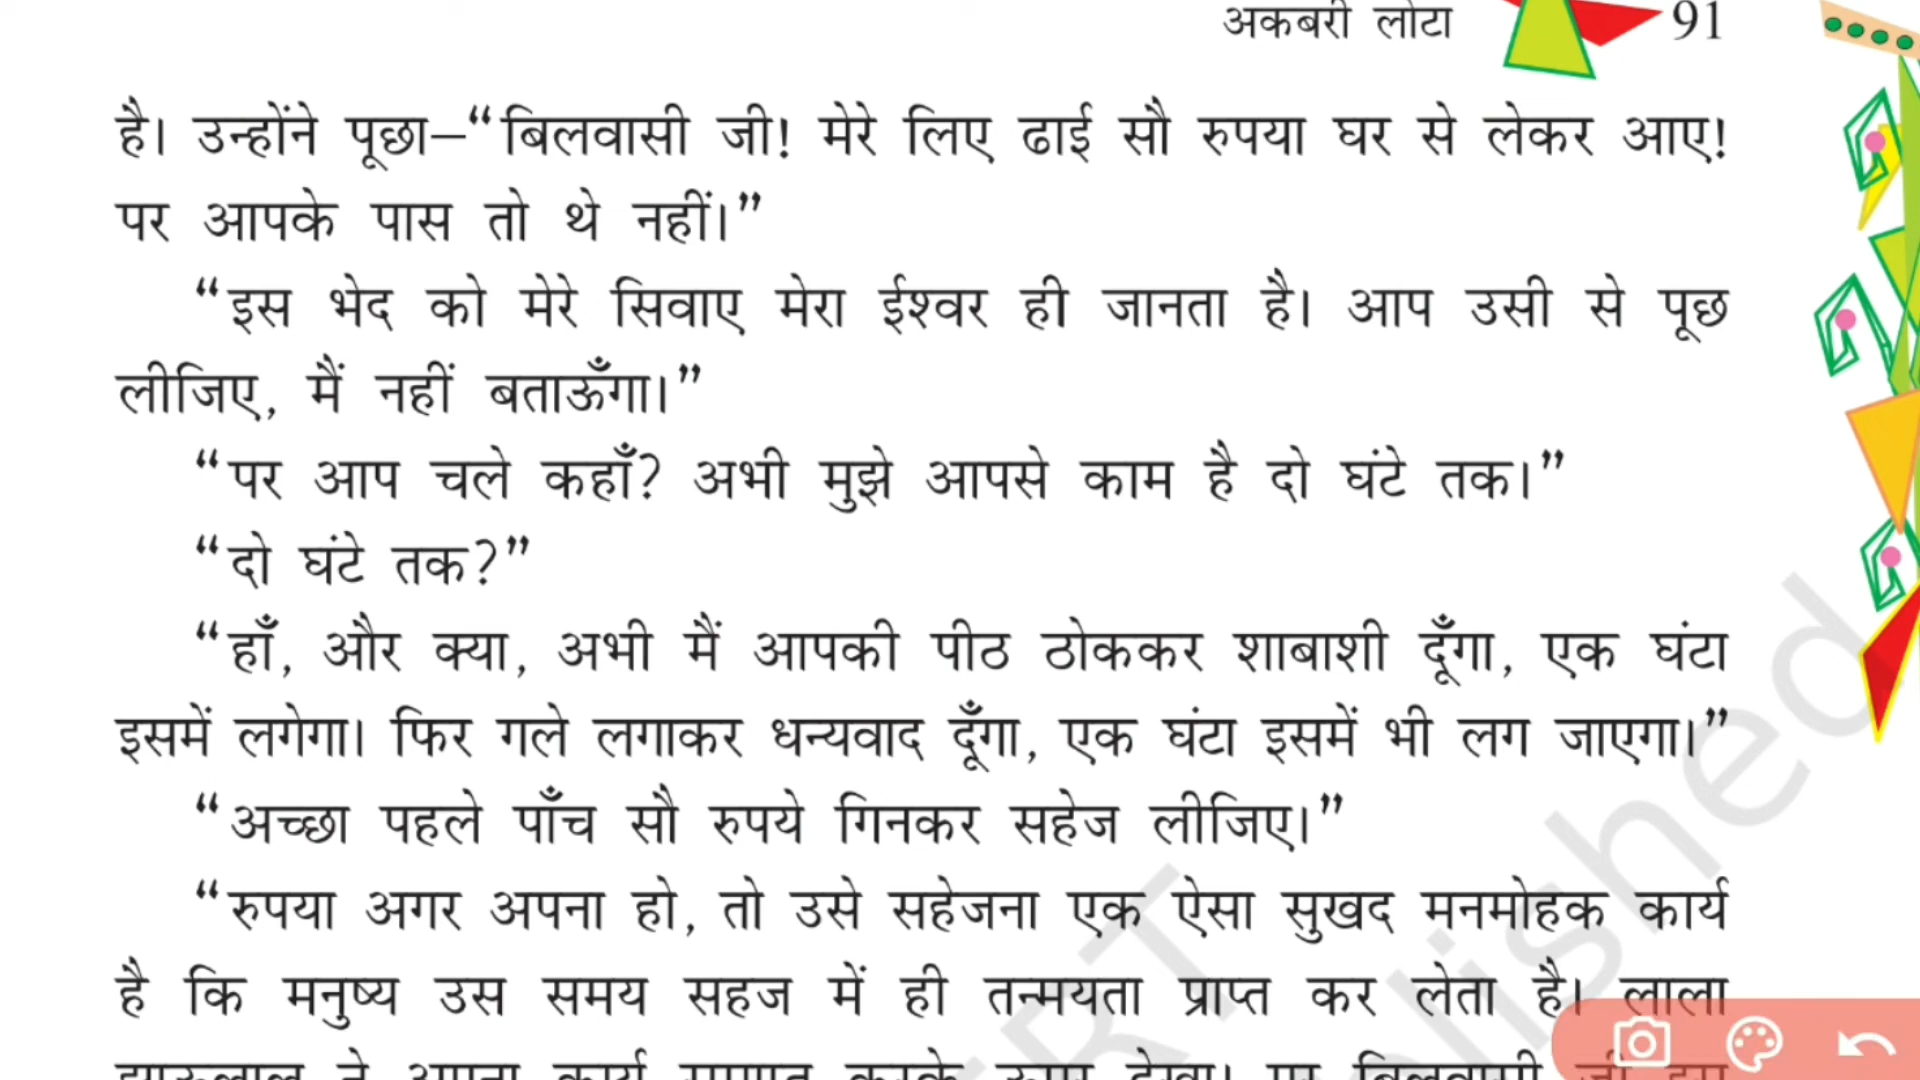 अकबरी लोटा 91
है। उन्होंने पूछा–“बिलवासी जी! मेरे लिए ढाई सौ रुपया घर से लेकर आए!
पर आपके पास तो थे नहीं।”
“इस भेद को मेरे सिवाए मेरा ईश्वर ही जानता है। आप उसी से पूछ
लीजिए, मैं नहीं बताऊँगा।”
“पर आप चले कहाँ? अभी मुझे आपसे काम है दो घंटे तक।”
“दो घंटे तक?”
“हाँ, और क्या, अभी मैं आपकी पीठ ठोककर शाबाशी दूँगा, एक घंटा
इसमें लगेगा। फिर गले लगाकर धन्यवाद दूँगा, एक घंटा इसमें भी लग जाएगा।”
“अच्छा पहले पाँच सौ रुपये गिनकर सहेज लीजिए।”
“रुपया अगर अपना हो, तो उसे सहेजना एक ऐसा सुखद मनमोहक कार्य
है कि मनुष्य उस समय सहज में ही तन्मयता प्राप्त कर लेता है। लाला